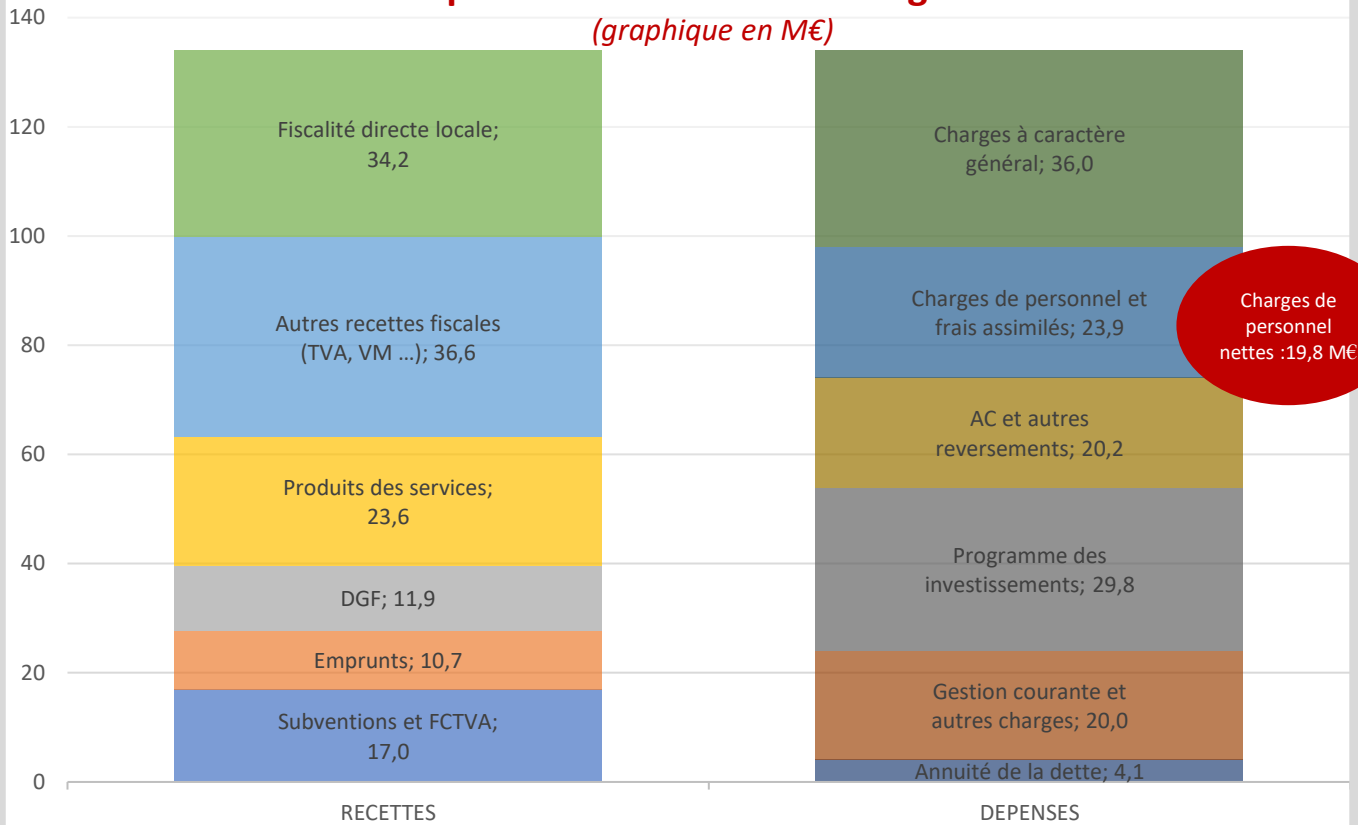 (graphique en M€)
140
120
100
80
60
40
20
0
Fiscalité directe locale;
34,2
Autres recettes fiscales
(TVA, VM ...); 36,6
Produits des services;
23,6
DGF; 11,9
Emprunts; 10,7
Subventions et FCTVA;
17,0
RECETTES
Charges à caractère
général; 36,0
Charges de personnel et
frais assimilés; 23,9
AC et autres
reversements; 20,2
Programme des
investissements; 29,8
Gestion courante et
autres charges; 20,0
Annuité de la dette; 4,1
DEPENSES
Charges de
personnel
nettes :19,8 M€